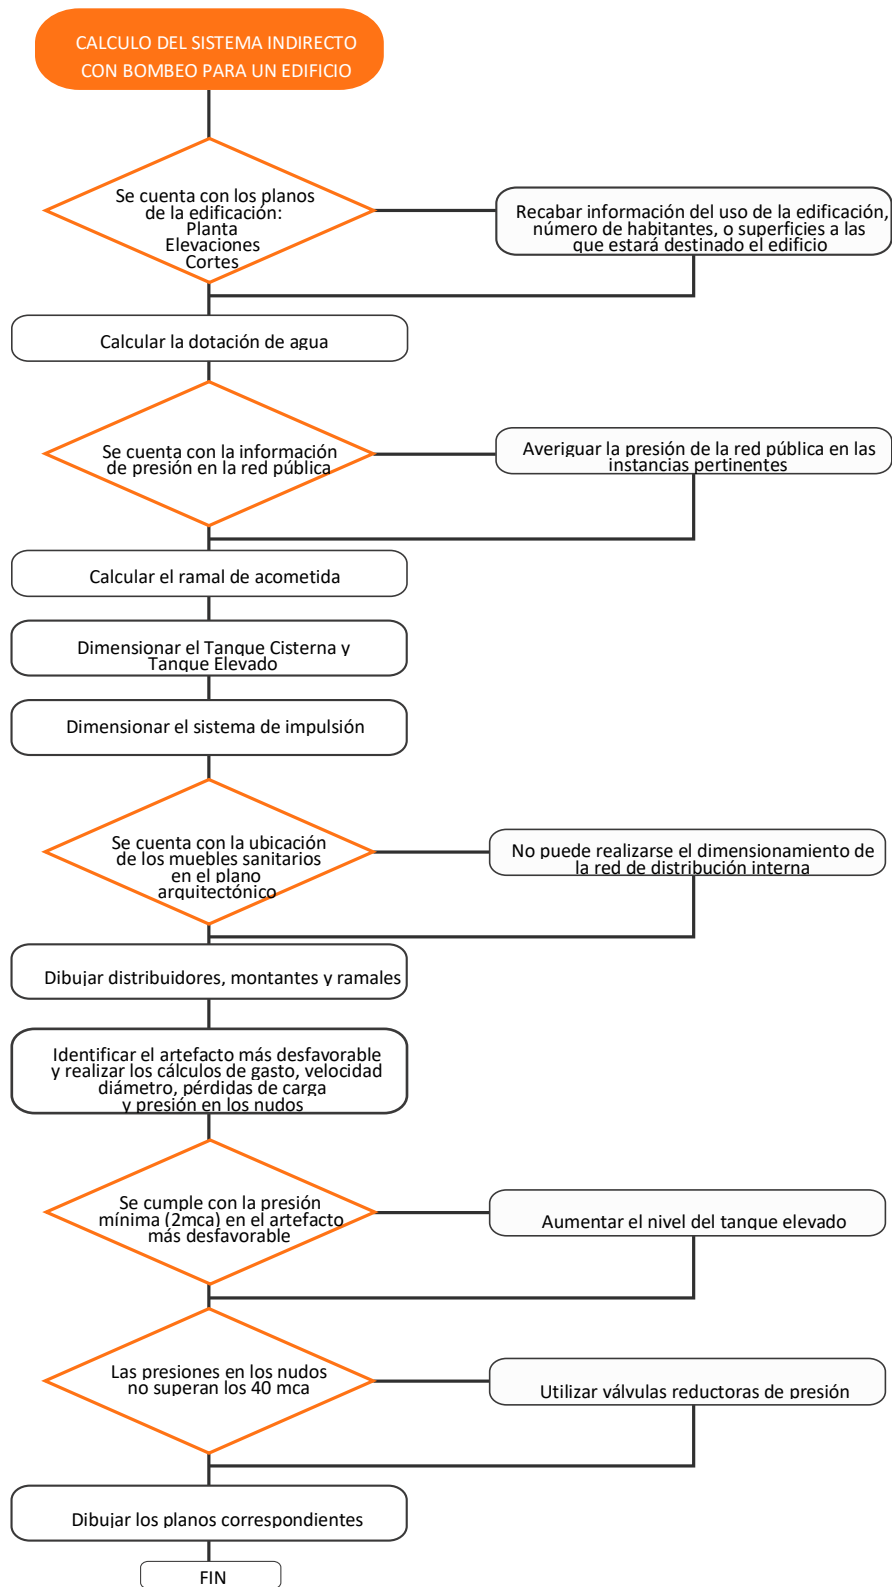 CALCULO DEL SISTEMA INDIRECTO
CON BOMBEO PARA UN EDIFICIO
Se cuenta con los planos
de la edificación:
Planta
Elevaciones
Cortes
Recabar información del uso de la edificación,
número de habitantes, o superficies a las
que estará destinado el edificio
Calcular la dotación de agua
Se cuenta con la información
de presión en la red pública
Averiguar la presión de la red pública en las
instancias pertinentes
Calcular el ramal de acometida
Dimensionar el Tanque Cisterna y
Tanque Elevado
Dimensionar el sistema de impulsión
Se cuenta con la ubicación
de los muebles sanitarios
en el plano
arquitectónico
No puede realizarse el dimensionamiento de
la red de distribución interna
Dibujar distribuidores, montantes y ramales
Identificar el artefacto más desfavorable
y realizar los cálculos de gasto, velocidad
diámetro, pérdidas de carga
y presión en los nudos
Se cumple con la presión
mínima (2mca) en el artefacto
más desfavorable
Aumentar el nivel del tanque elevado
Las presiones en los nudos
no superan los 40 mca
Utilizar válvulas reductoras de presión
Dibujar los planos correspondientes
FIN